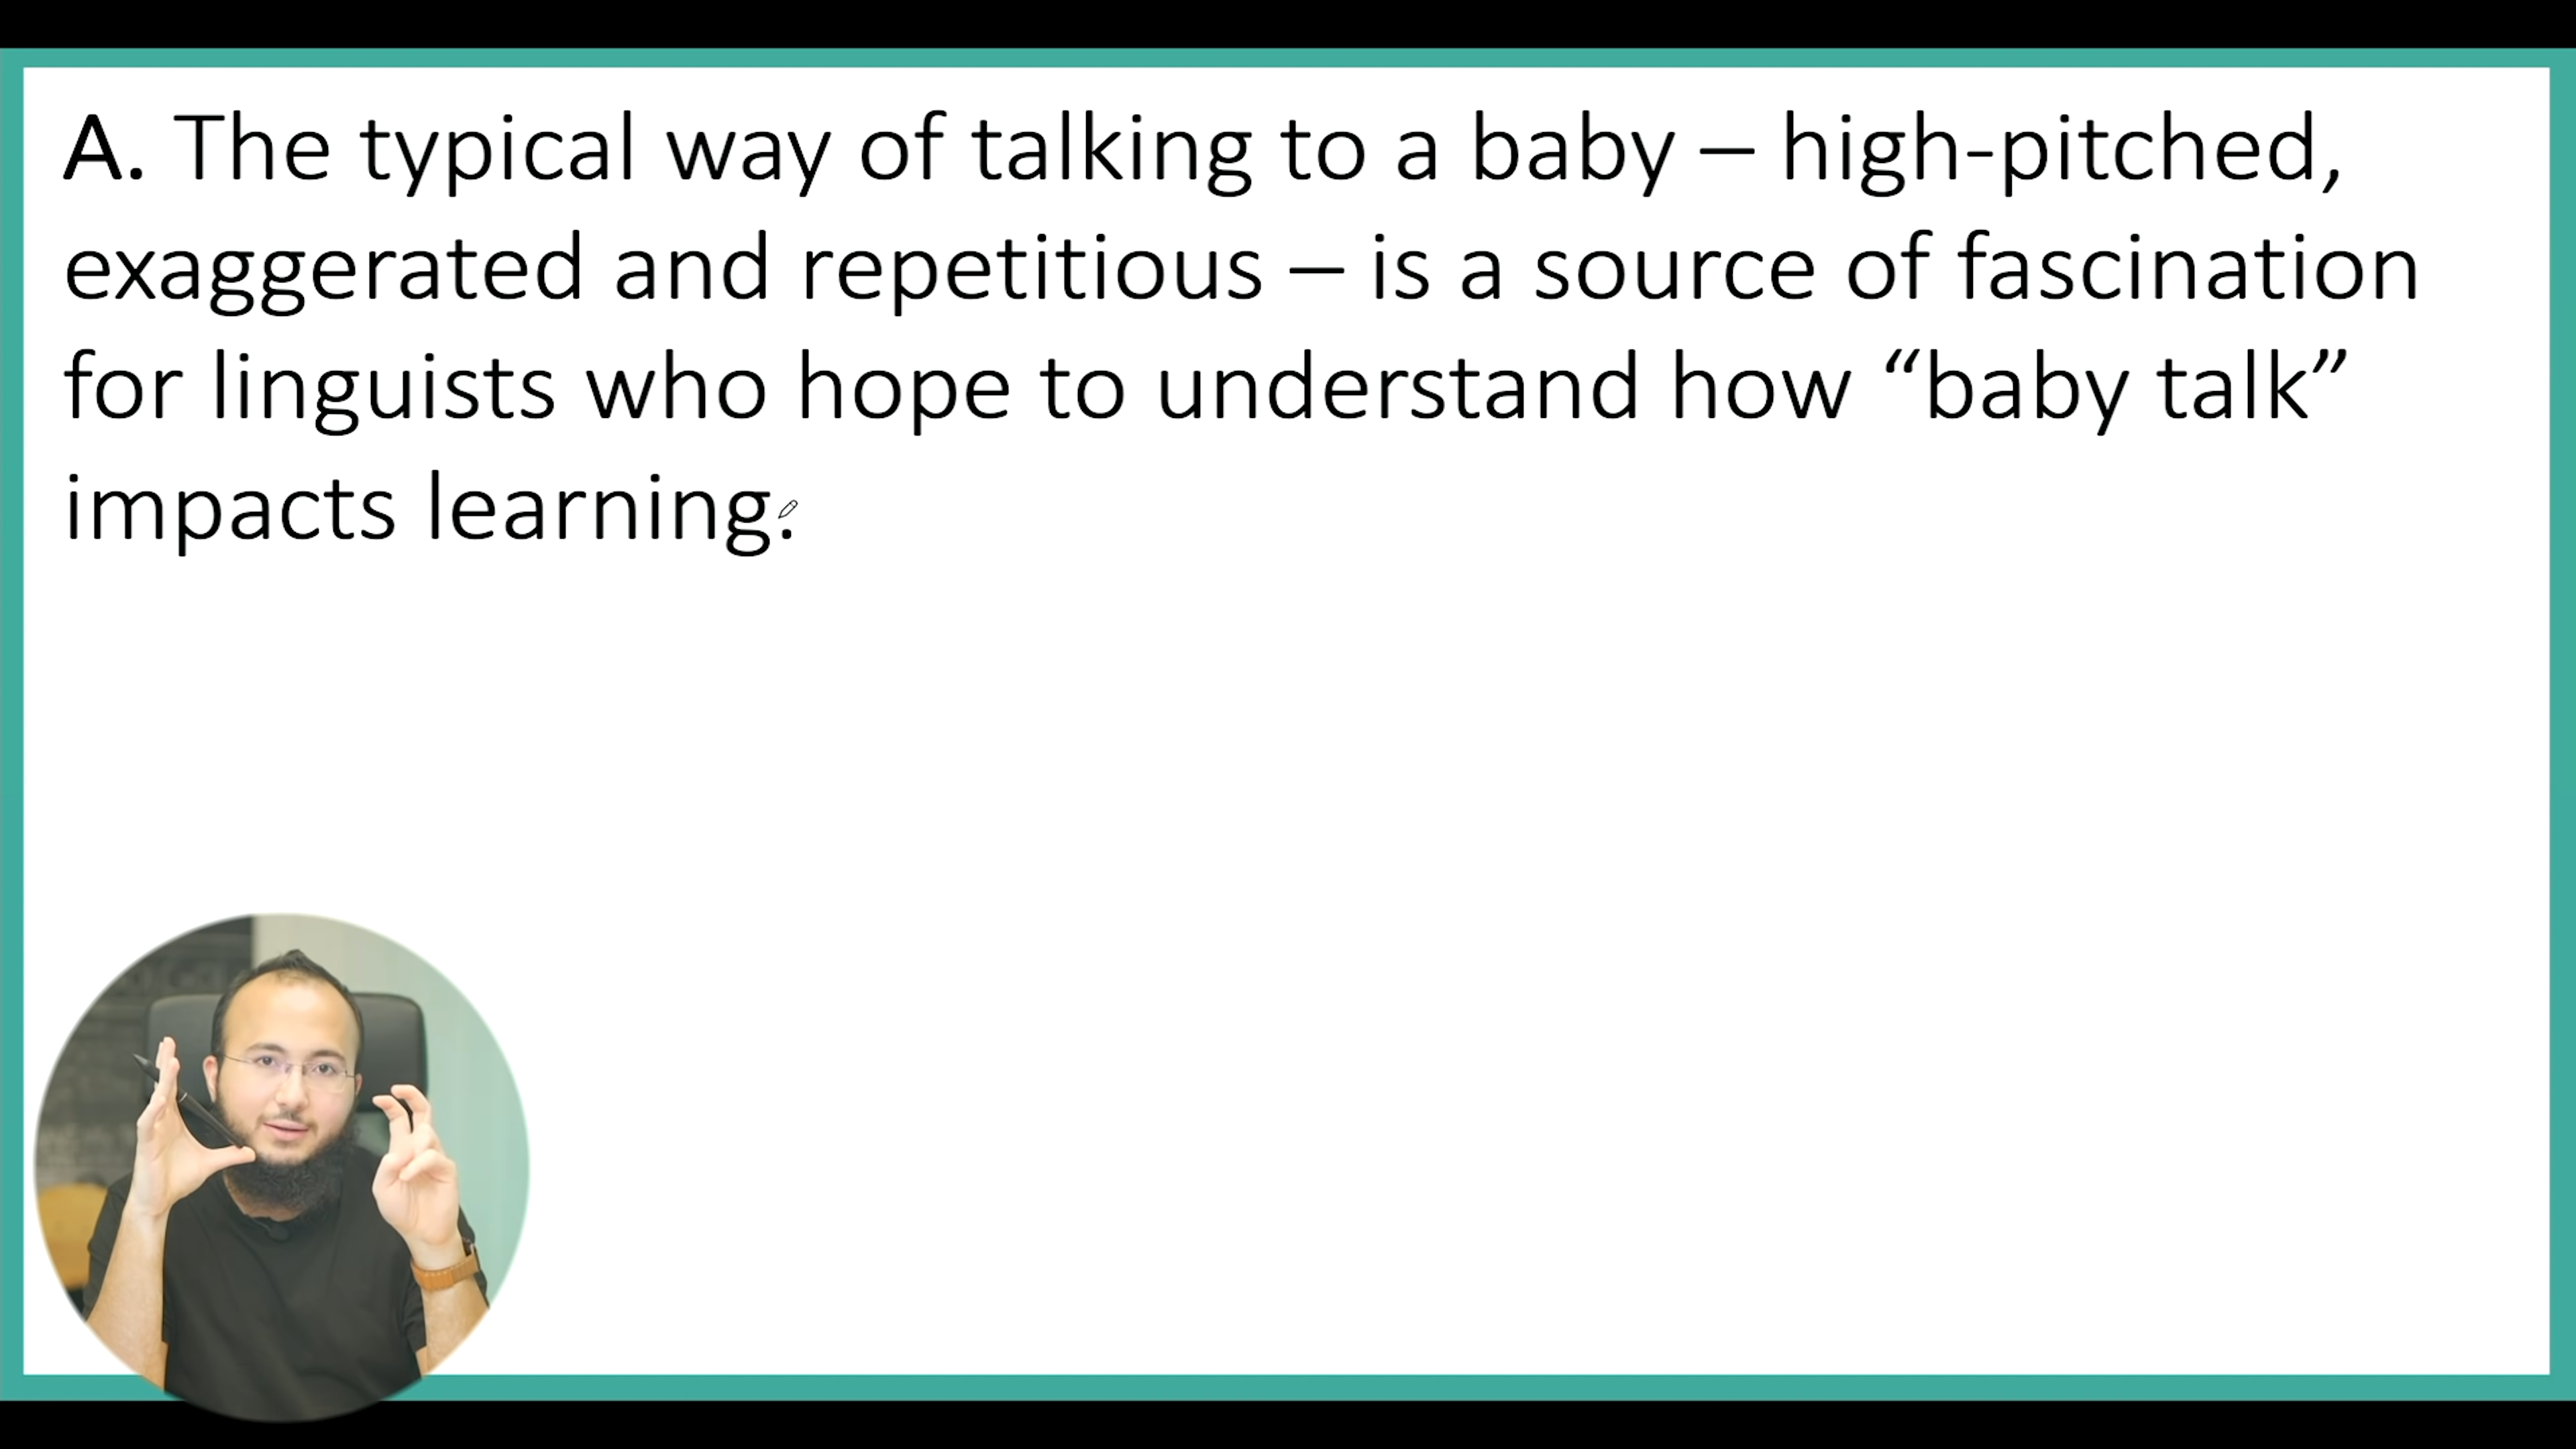 A. The typical way of talking to a baby – high-pitched,
exaggerated and repetitious – is a source of fascination
for linguists who hope to understand how “baby talk”
impacts learning.